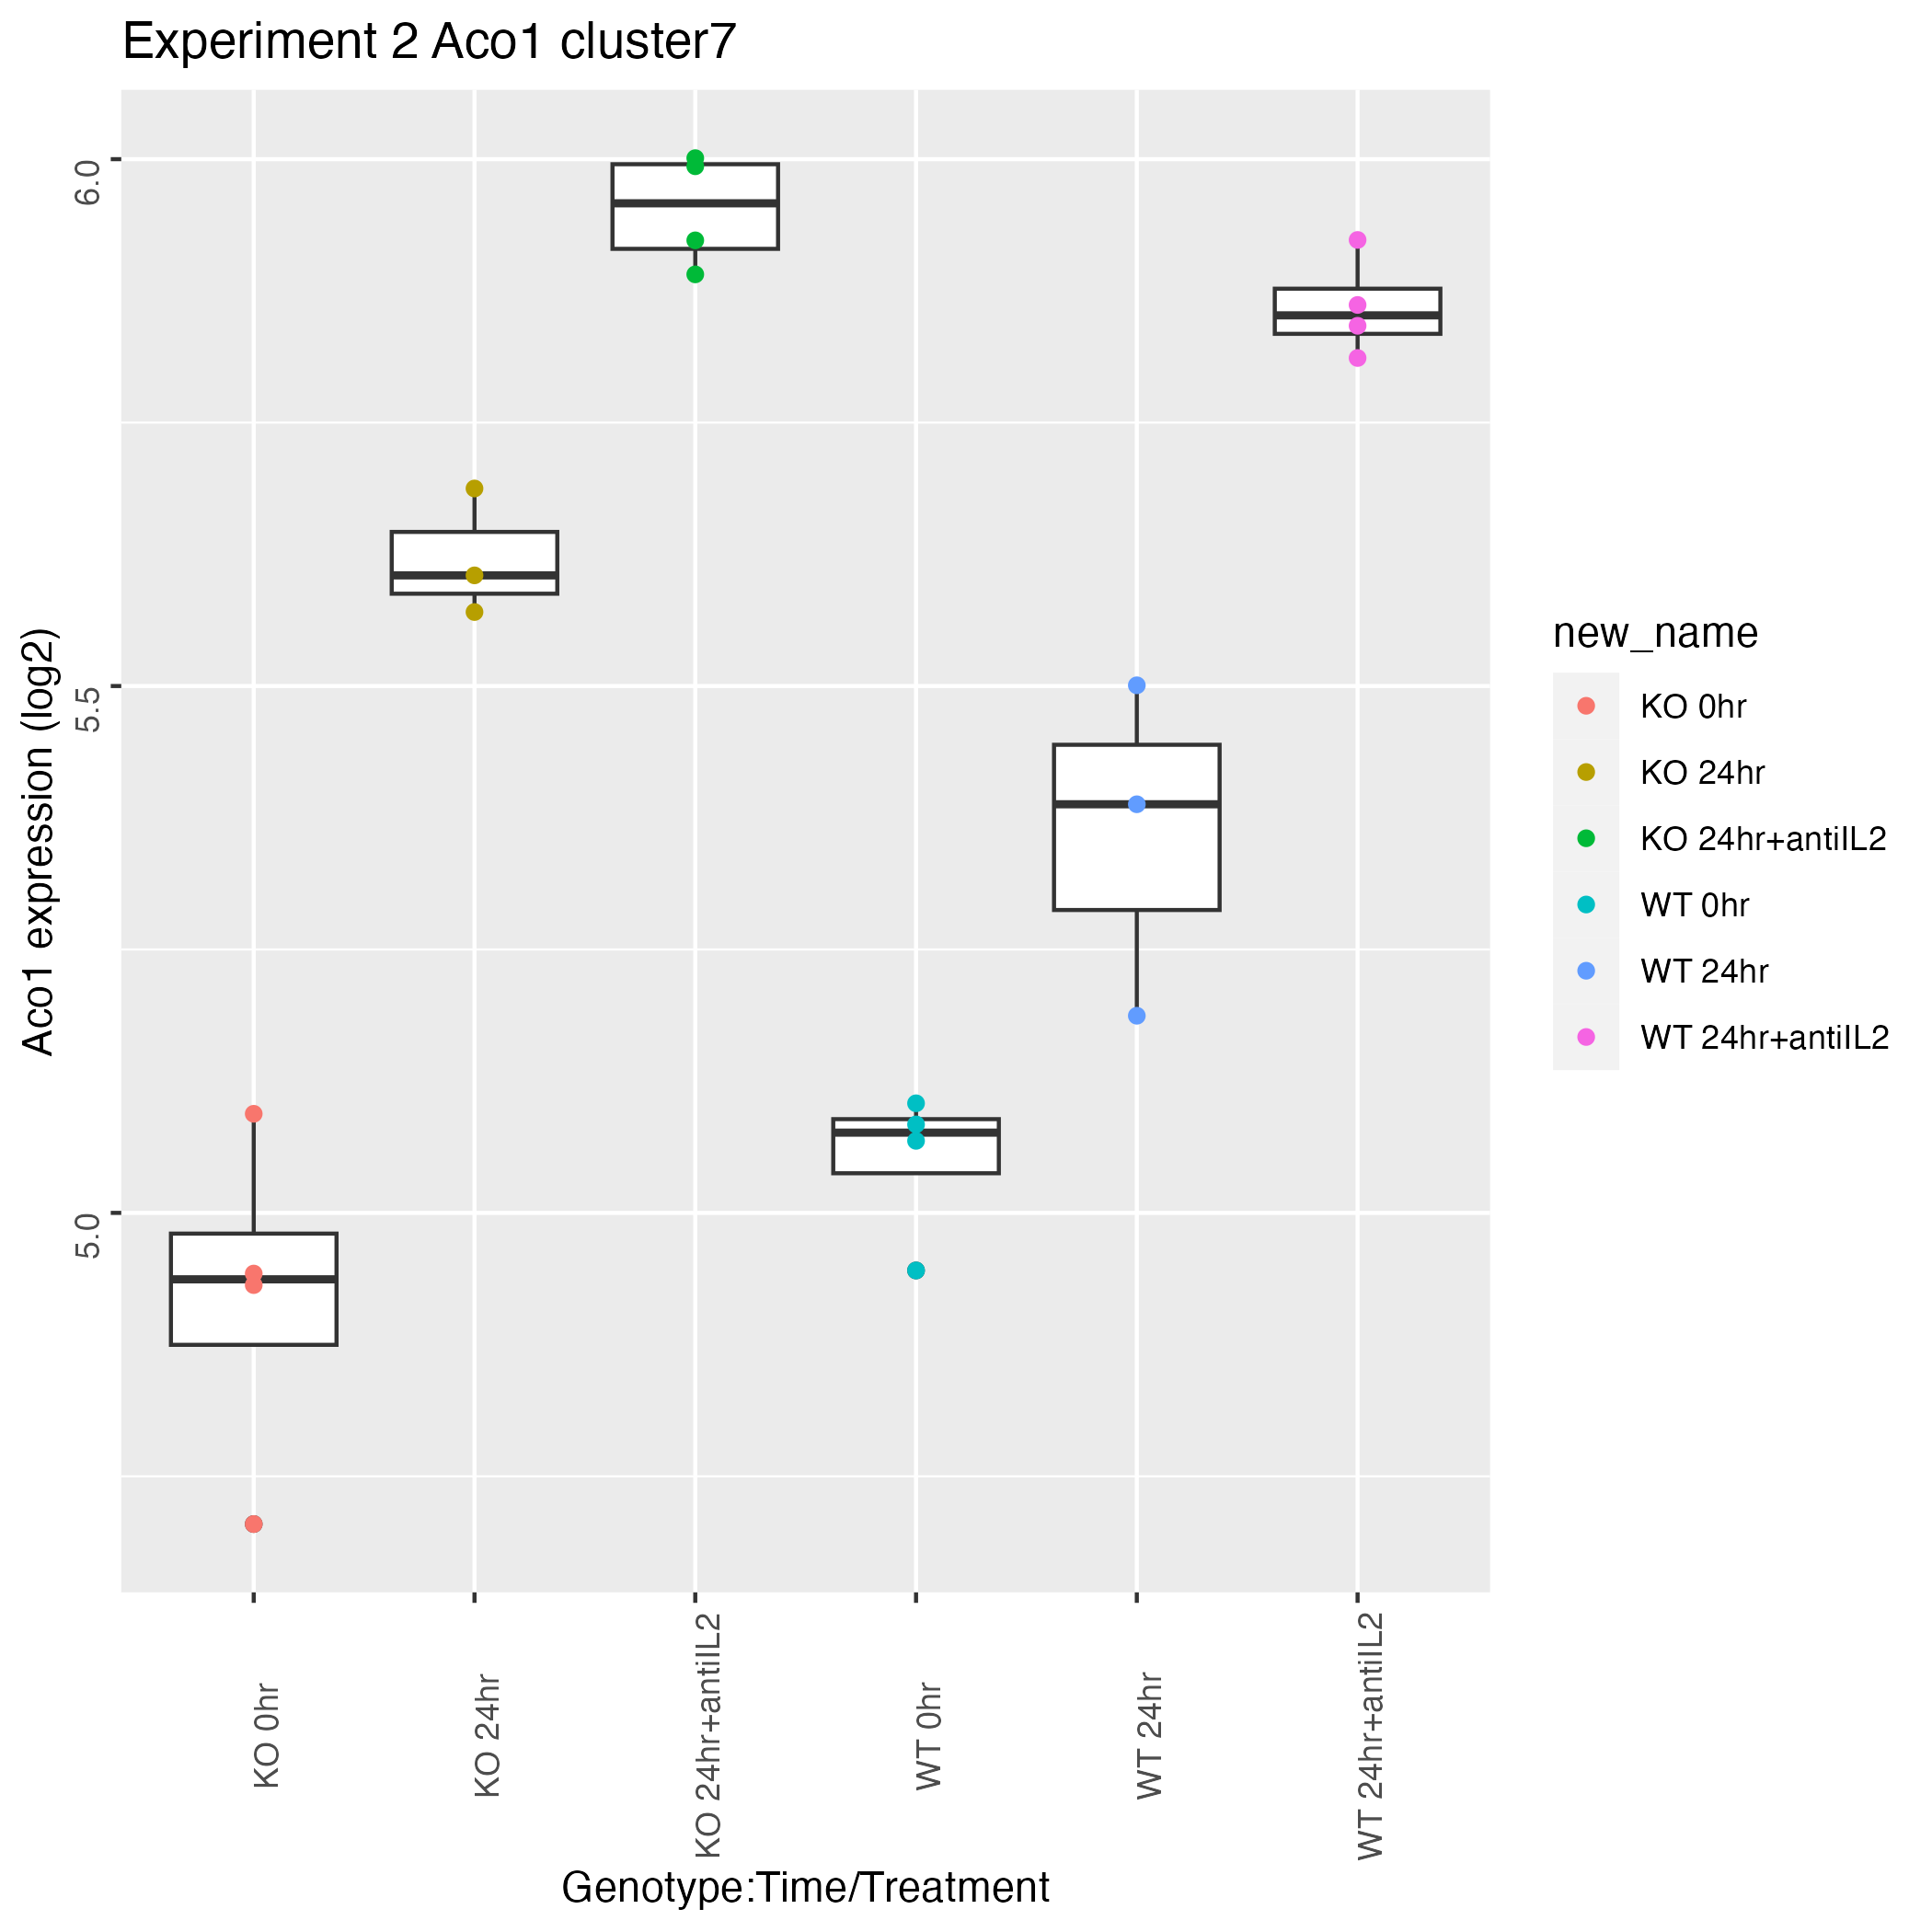 Experiment 2 Aco1 cluster7
Aco1 expression (log2)
6.0
5.5
5.0
KO 0hr
KO 24hr
KO 24hr+antiIL2
WT 0hr
WT 24hr
WT 24hr+antiIL2
Genotype:Time/Treatment
new_name
KO 0hr
KO 24hr
KO 24hr+antiIL2
WT 0hr
WT 24hr
WT 24hr+antiIL2